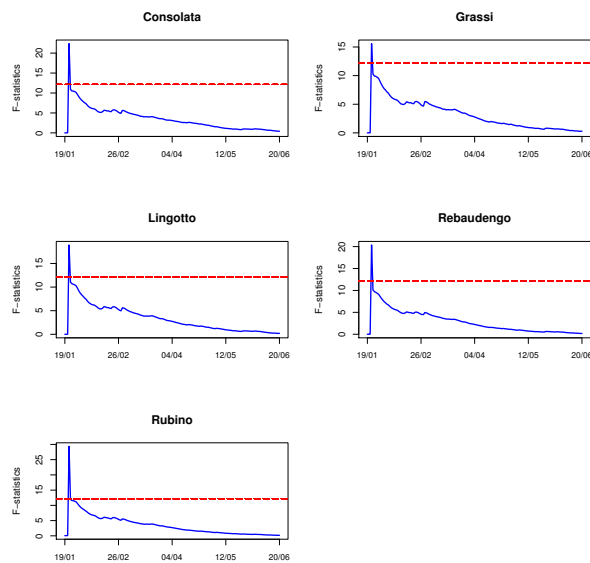 Consolata
F−statistics
0 5 10 15 20
19/01 26/02 04/04 12/05 20/06
Grassi
F−statistics
0 5 10 15
19/01 26/02 04/04 12/05 20/06
Lingotto
F−statistics
0 5 10 15
19/01 26/02 04/04 12/05 20/06
Rebaudengo
F−statistics
0 5 10 15 20
19/01 26/02 04/04 12/05 20/06
Rubino
F−statistics
0 5 15 25
19/01 26/02 04/04 12/05 20/06